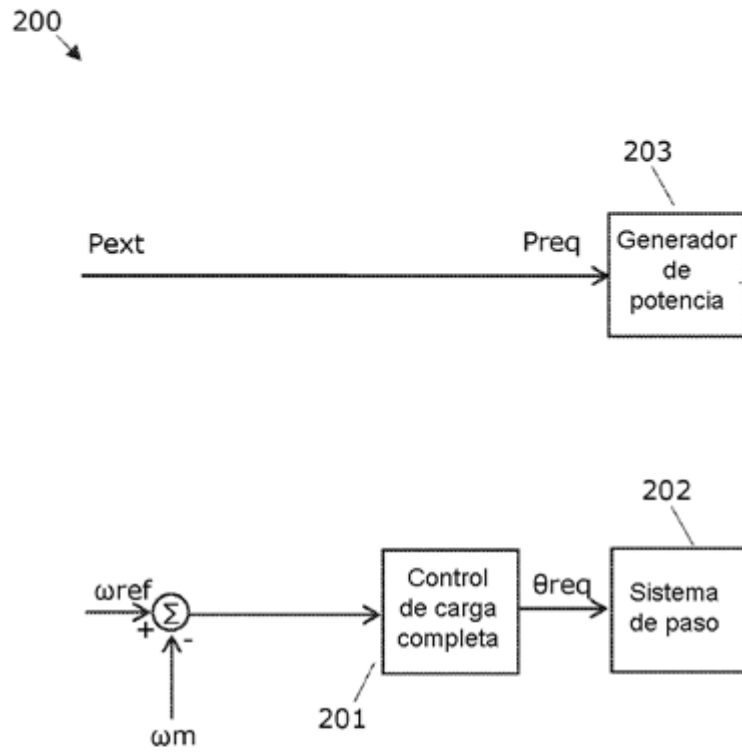 200
203
Pext
Preq
Generador
de
potencia
202
ωref
+
Σ
-
ωm
Control
de carga
completa
201
θreq
Sistema
de paso